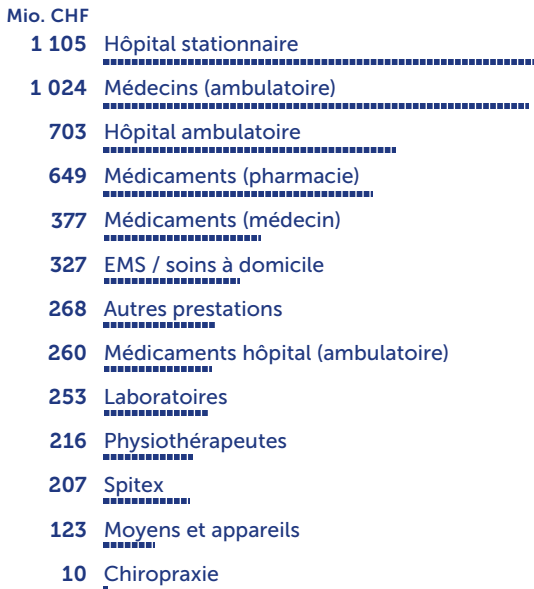 Mio. CHF
1 105 Hôpital stationnaire
1 024 Médecins (ambulatoire)
703 Hôpital ambulatoire
649 Médicaments (pharmacie)
377 Médicaments (médecin)
327 EMS / soins à domicile
268 Autres prestations
260 Médicaments hôpital (ambulatoire)
253 Laboratoires
216 Physiothérapeutes
207 Spitex
123 Moyens et appareils
10 Chiropraxie